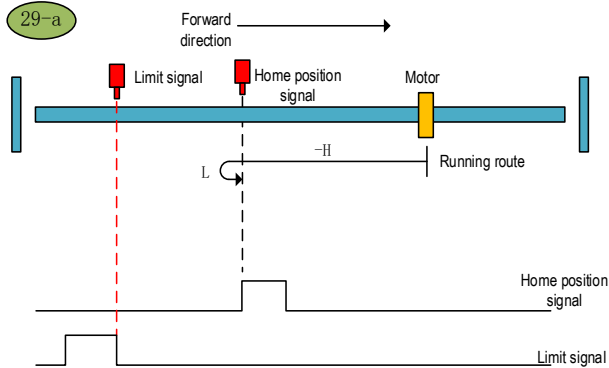 29-a
Forward
direction
Limit signal
Home position
signal
Motor
-H
L
Running route
Home position
signal
Limit signal